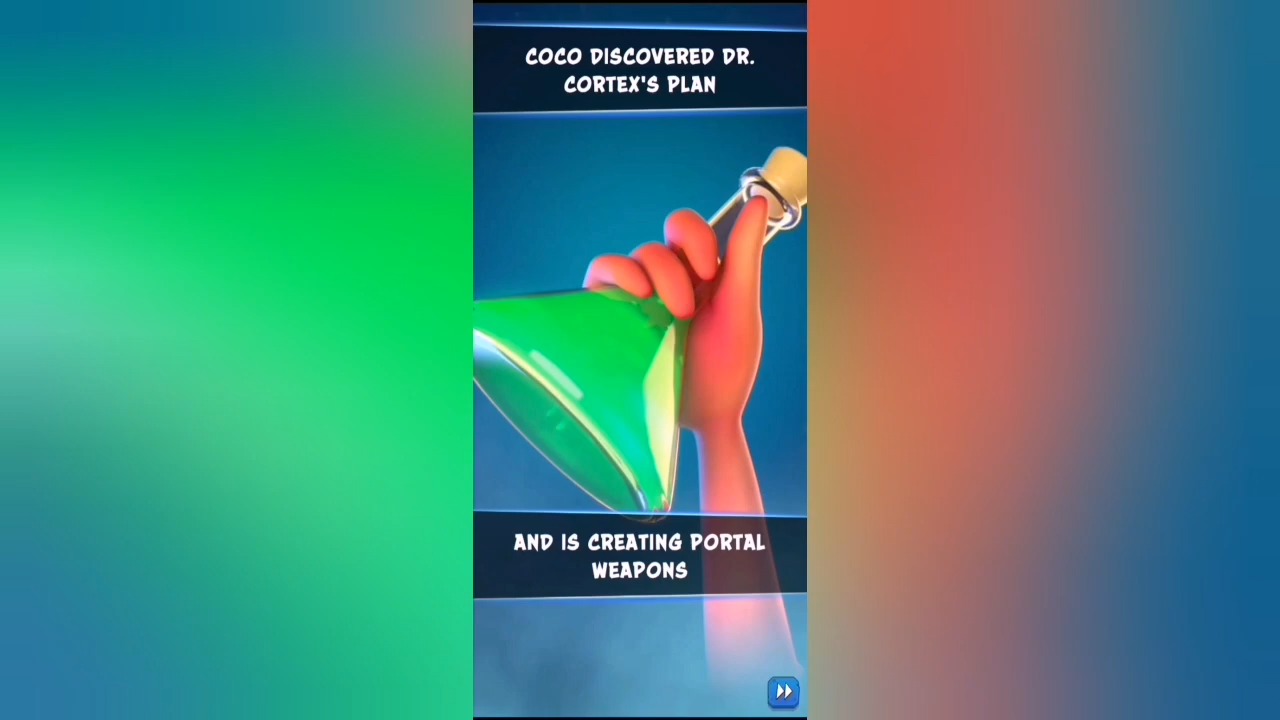 COCO DISCOVERED DR.
CORTEX'S PLAN
AND IS CREATING PORTAL
WEAPONS